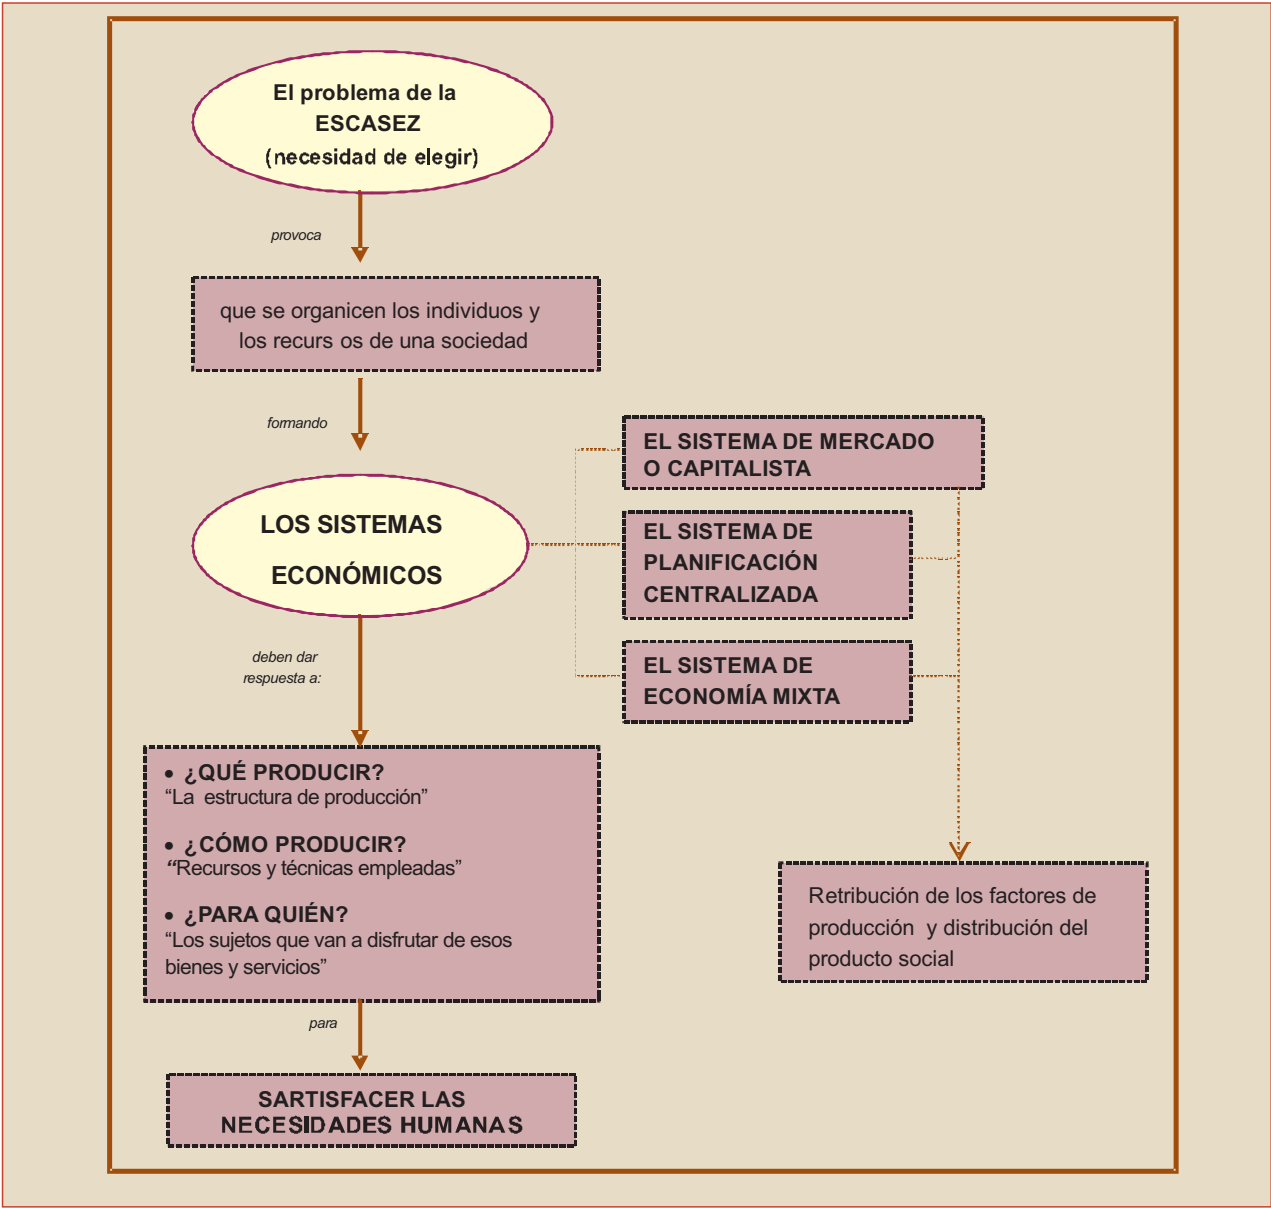 El problema de la
ESCASEZ
(necesidad de elegir)
provoca
que se organicen los individuos y
los recurs os de una sociedad
formando
LOS SISTEMAS
ECONÓMICOS
EL SISTEMA DE MERCADO
O CAPITALISTA
EL SISTEMA DE
PLANIFICACIÓN
CENTRALIZADA
EL SISTEMA DE
ECONOMÍA MIXTA
deben dar
respuesta a:
• ¿QUÉ PRODUCIR?
“La estructura de producción”
• ¿CÓMO PRODUCIR?
“Recursos y técnicas empleadas”
• ¿PARA QUIÉN?
“Los sujetos que van a disfrutar de esos
bienes y servicios”
Retribución de los factores de
producción y distribución del
producto social
para
SARTISFACER LAS
NECESIDADES HUMANAS